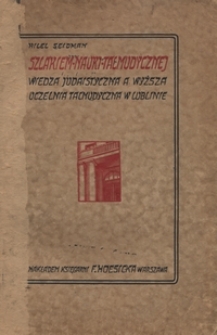 HILEL SEIDMAN
SZLAKIEM NAUKI TALMUDYCZNEJ
WIEDZA JUDAISTYCZNA A WYŻSZA
UCZELNIA TALMUDYCZNA W LUBLINIE
NAKŁADEM KSIĘGARNI F. HOESICKA WARSZAWA